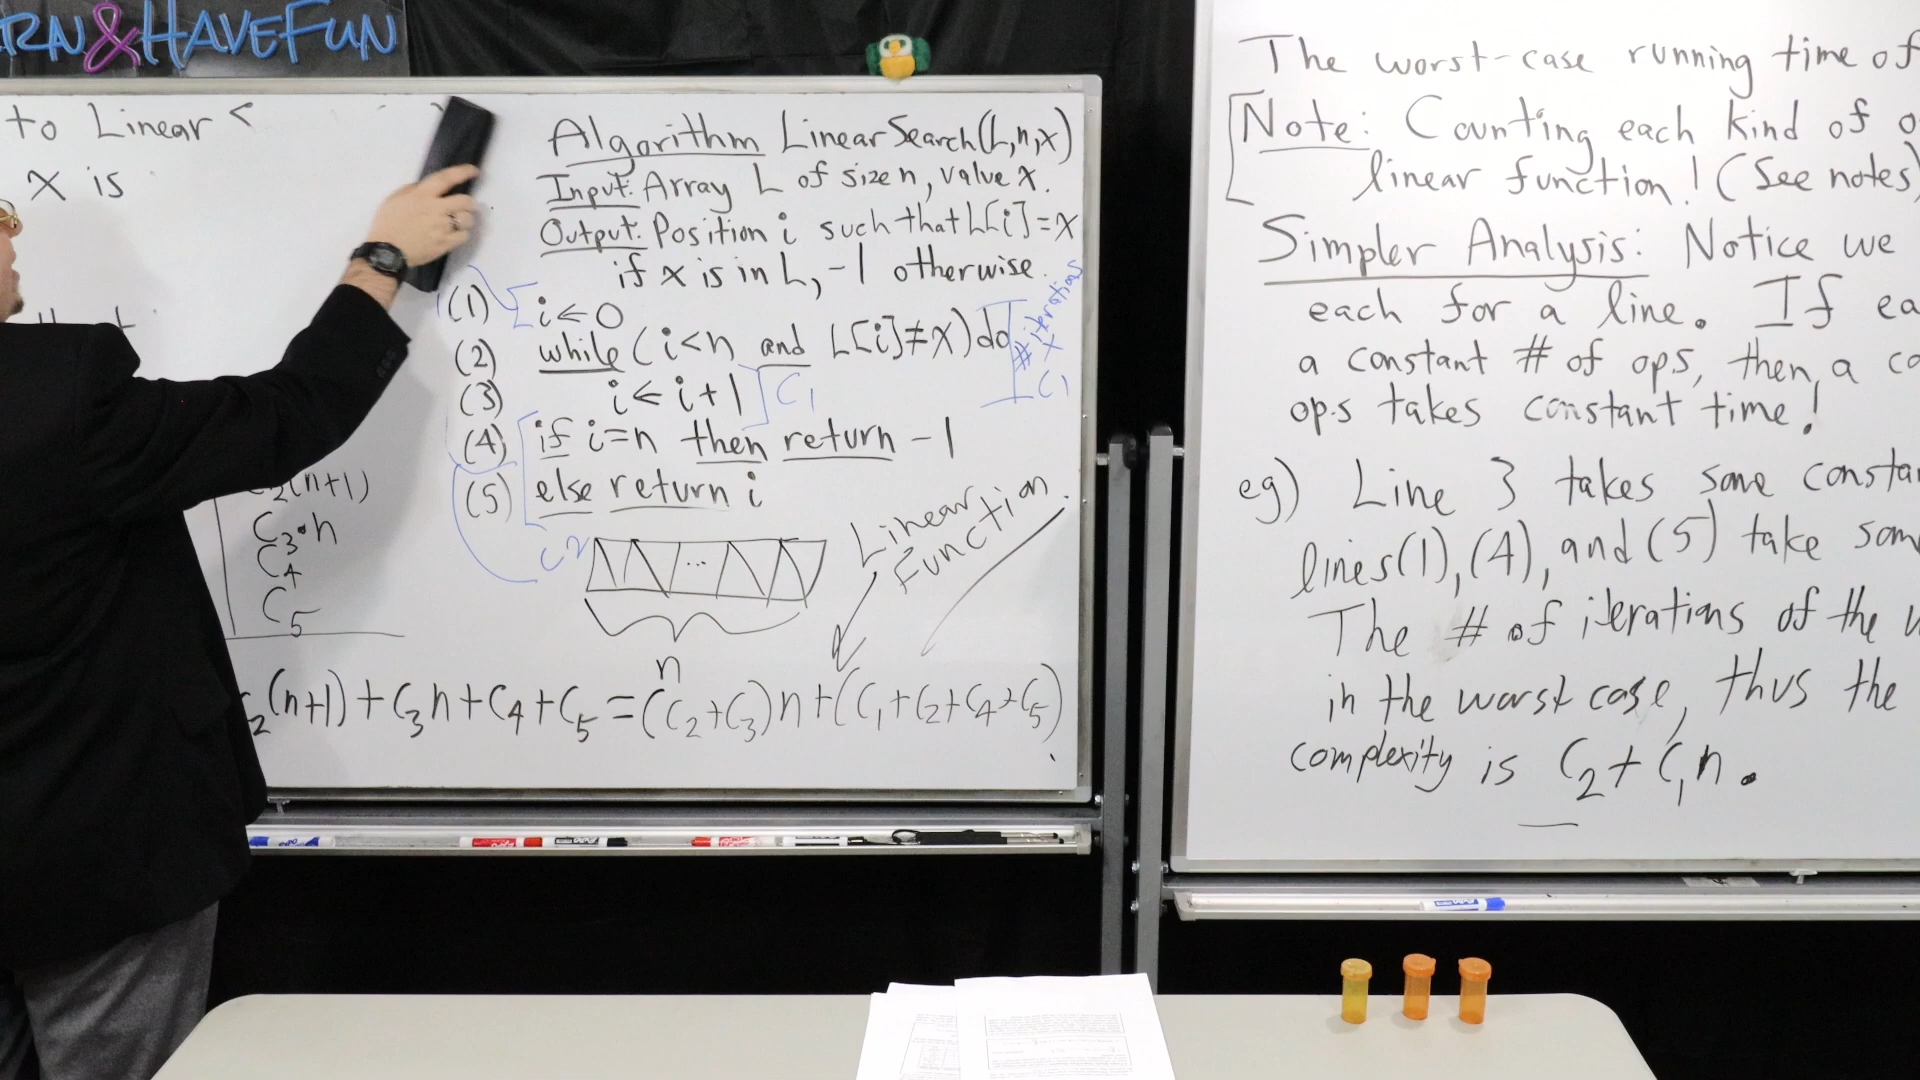 RN&HAVEFUN
to Linear
x is
Algorithm LinearSearch(L,n,x)
Input: Array L of size n, value x.
Output: Position i such that L[i]=x
if x is in L, -1 otherwise.
(1) i←0
(2) while (i<n and L[i]≠x) do
(3) i←i+1
C1
# iterations
x
C1
(4) if i=n then return -1
(5) else return i
C2
C2(n+1)
C3·n
C4
C5
...
n
Linear
Function.
2(n+1)+C3n+C4+C5=(C2+C3)n+(C1+C2+C4+C5)
The worst-case running time of
Note: Counting each kind of o
linear function! (See notes)
Simpler Analysis: Notice we
each for a line. If ea
a constant # of ops, then a co
ops takes constant time!
eg) Line 3 takes some constan
lines(1), (4), and (5) take som
The # of iterations of the
in the worst case, thus the
complexity is C2+C1n.